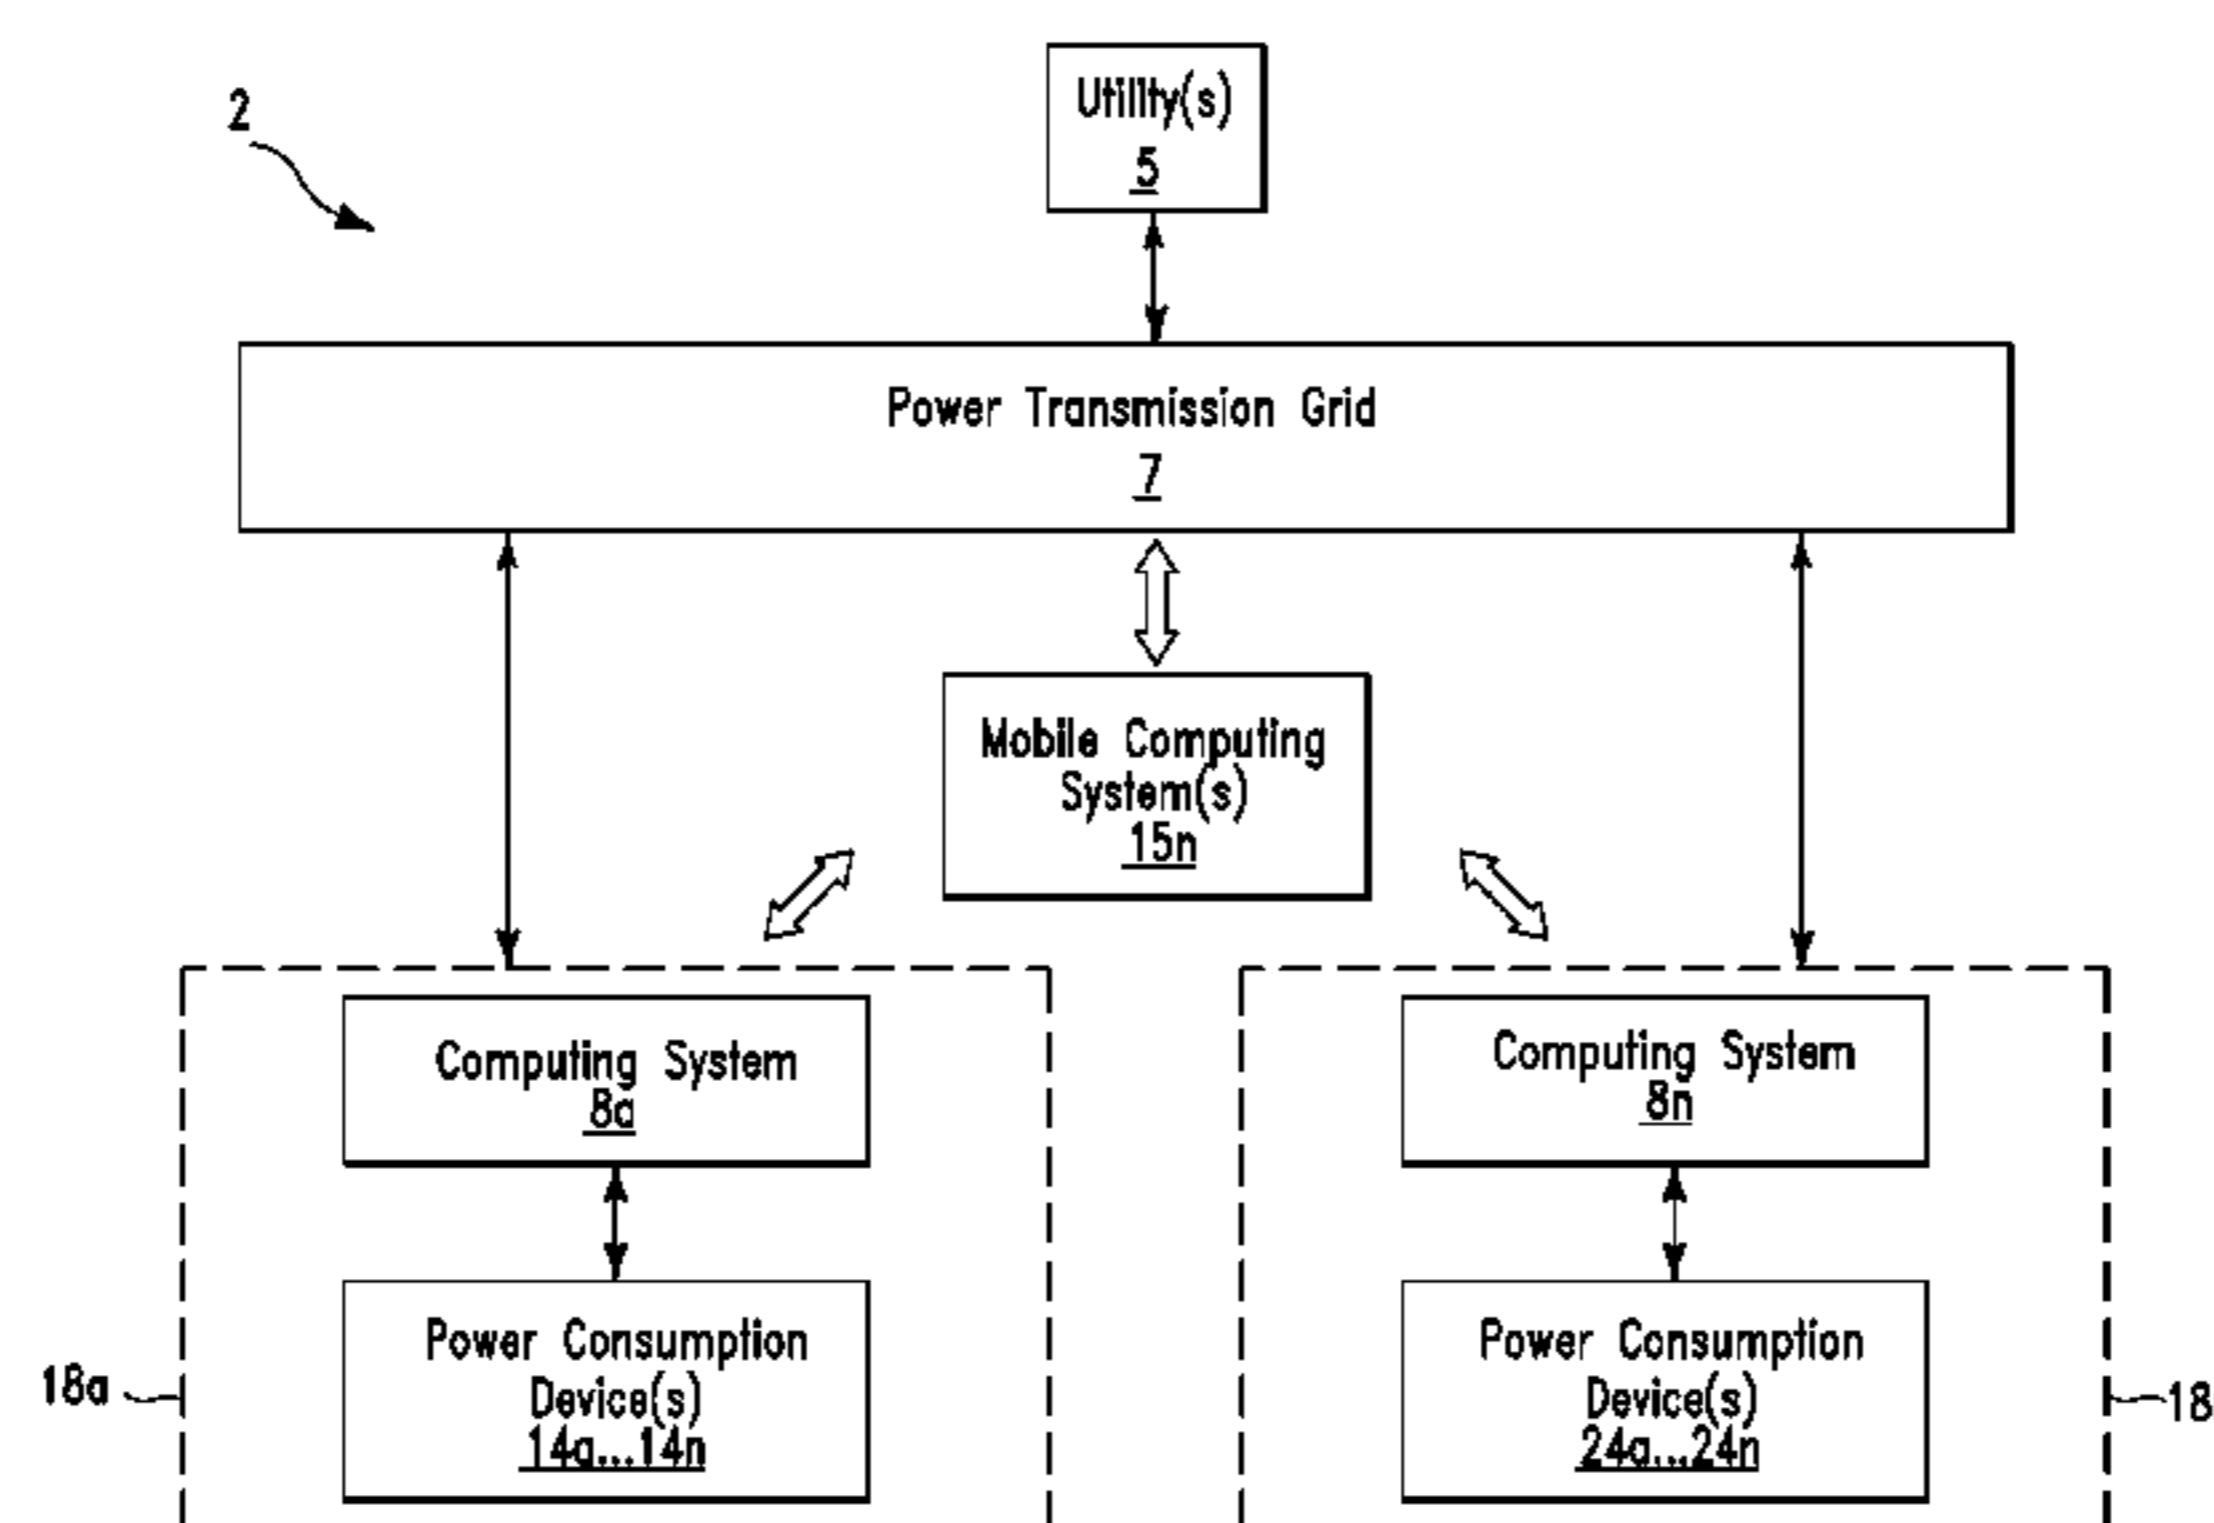 2
Utility(s)
5
Power Transmission Grid
7
Mobile Computing
System(s)
15n
Computing System
8a
Computing System
8n
Power Consumption
Device(s)
14a...14n
Power Consumption
Device(s)
24a...24n
18a
18